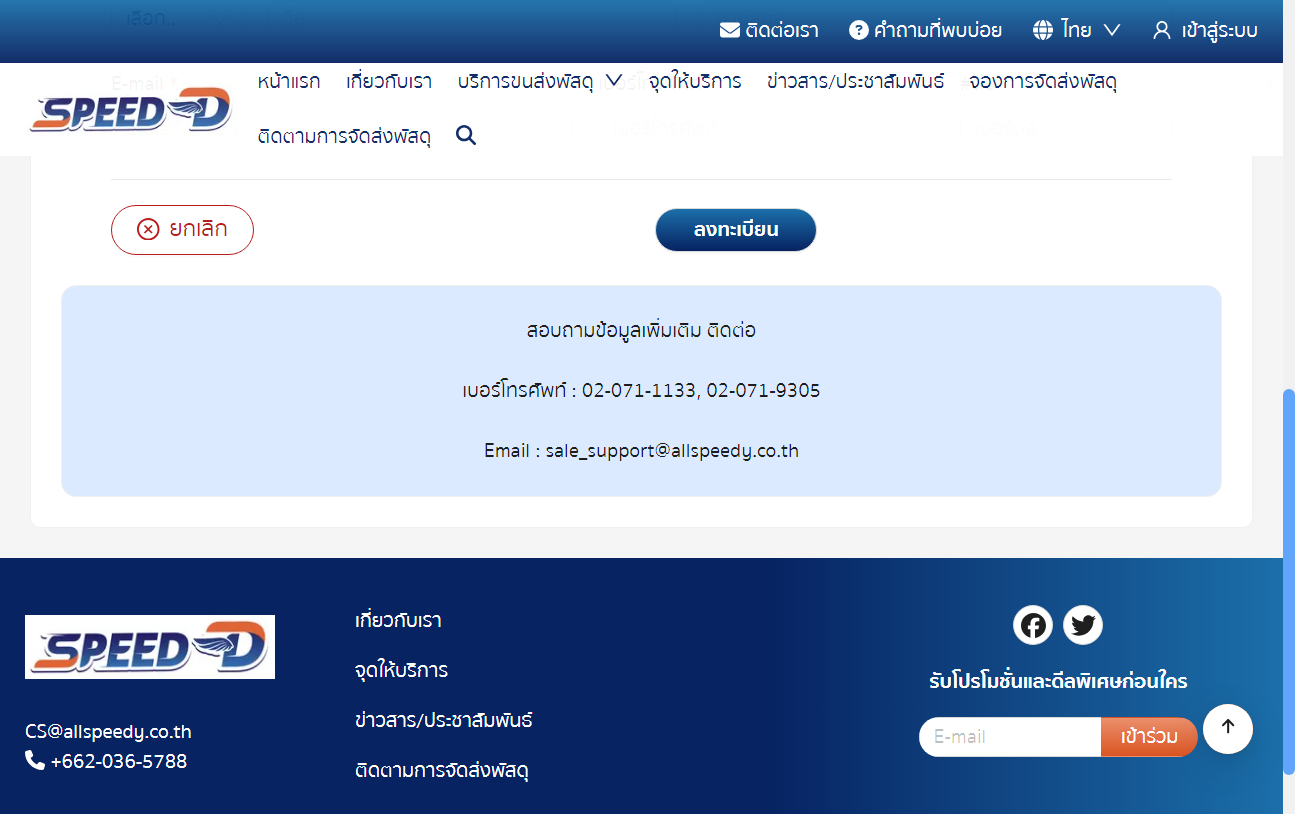 เลือก...
ติดต่อเรา
คำถามที่พบบ่อย
ไทย
เข้าสู่ระบบ
E-mail *
SPEED-D
หน้าแรก
เกี่ยวกับเรา
บริการขนส่งพัสดุ
จุดให้บริการ
ข่าวสาร/ประชาสัมพันธ์
จองการจัดส่งพัสดุ
ติดตามการจัดส่งพัสดุ
ยกเลิก
ลงทะเบียน
สอบถามข้อมูลเพิ่มเติม ติดต่อ
เบอร์โทรศัพท์ : 02-071-1133, 02-071-9305
Email : sale_support@allspeedy.co.th
SPEED-D
CS@allspeedy.co.th
+662-036-5788
เกี่ยวกับเรา
จุดให้บริการ
ข่าวสาร/ประชาสัมพันธ์
ติดตามการจัดส่งพัสดุ
รับโปรโมชั่นและดีลพิเศษก่อนใคร
E-mail
เข้าร่วม